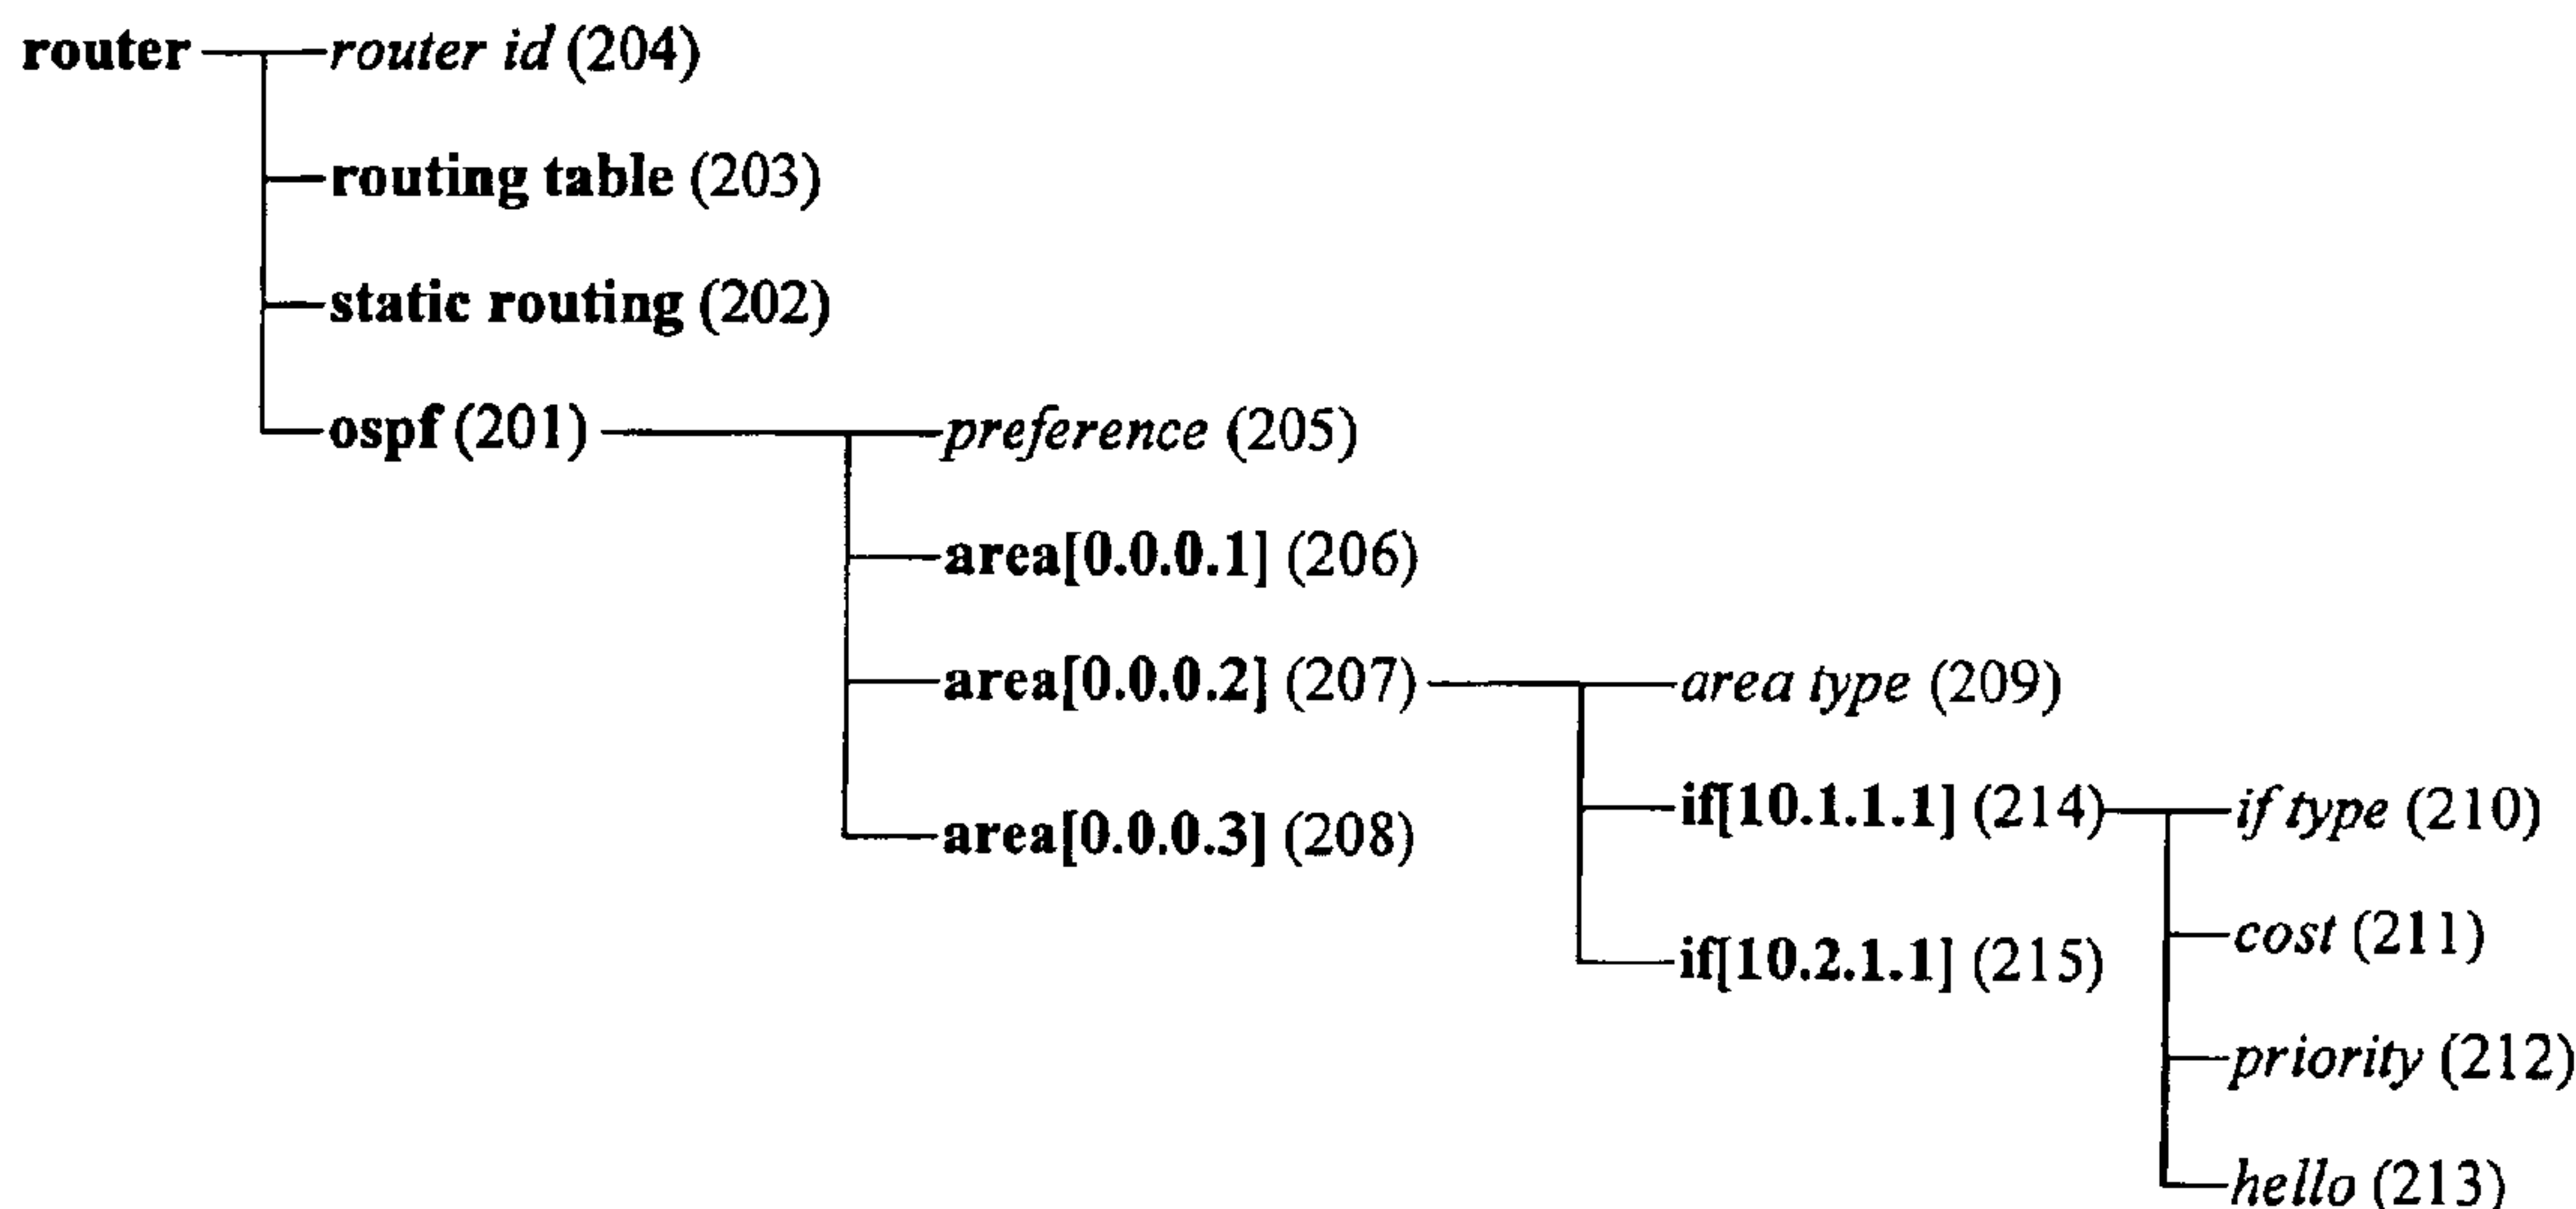 router router id (204)
routing table (203)
static routing (202)
ospf (201) preference (205)
area[0.0.0.1] (206)
area[0.0.0.2] (207) area type (209)
if[10.1.1.1] (214) if type (210)
area[0.0.0.3] (208)
cost (211)
if[10.2.1.1] (215)
priority (212)
hello (213)